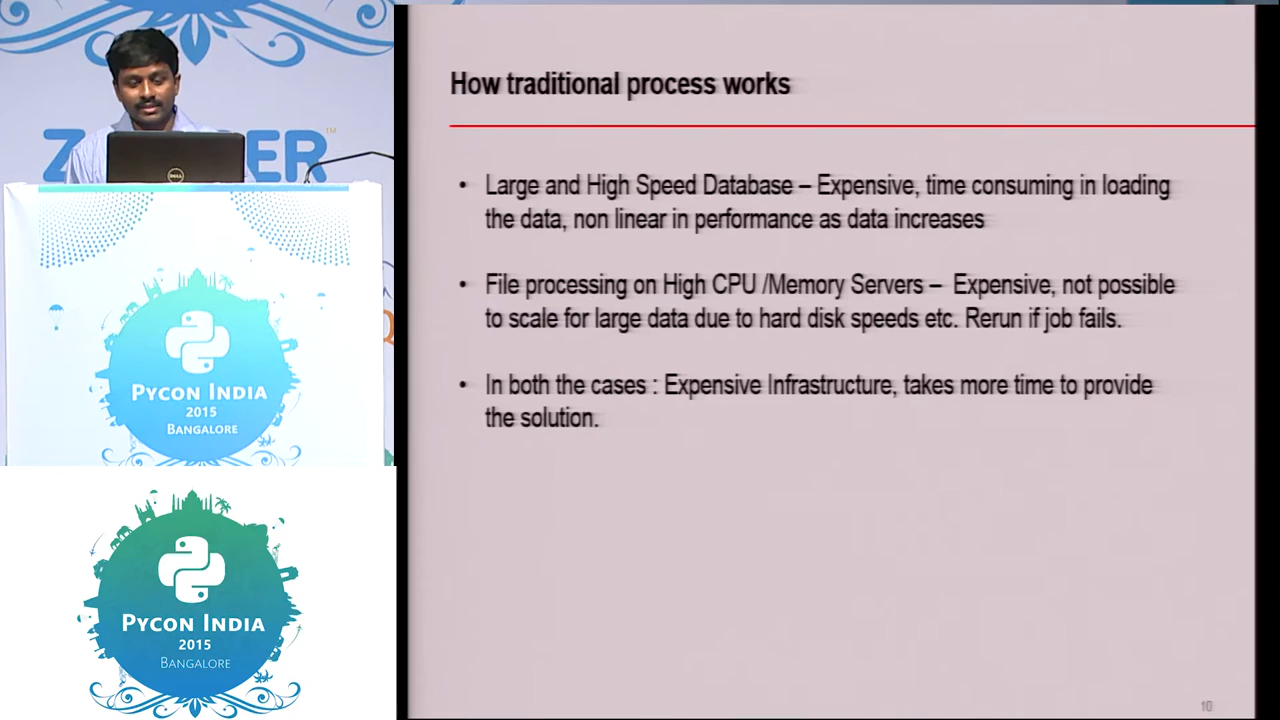 How traditional process works
• Large and High Speed Database – Expensive, time consuming in loading
the data, non linear in performance as data increases
• File processing on High CPU /Memory Servers – Expensive, not possible
to scale for large data due to hard disk speeds etc. Rerun if job fails.
• In both the cases : Expensive Infrastructure, takes more time to provide
the solution.
10
DELL
PYCON INDIA
2015
BANGALORE
PYCON INDIA
2015
BANGALORE